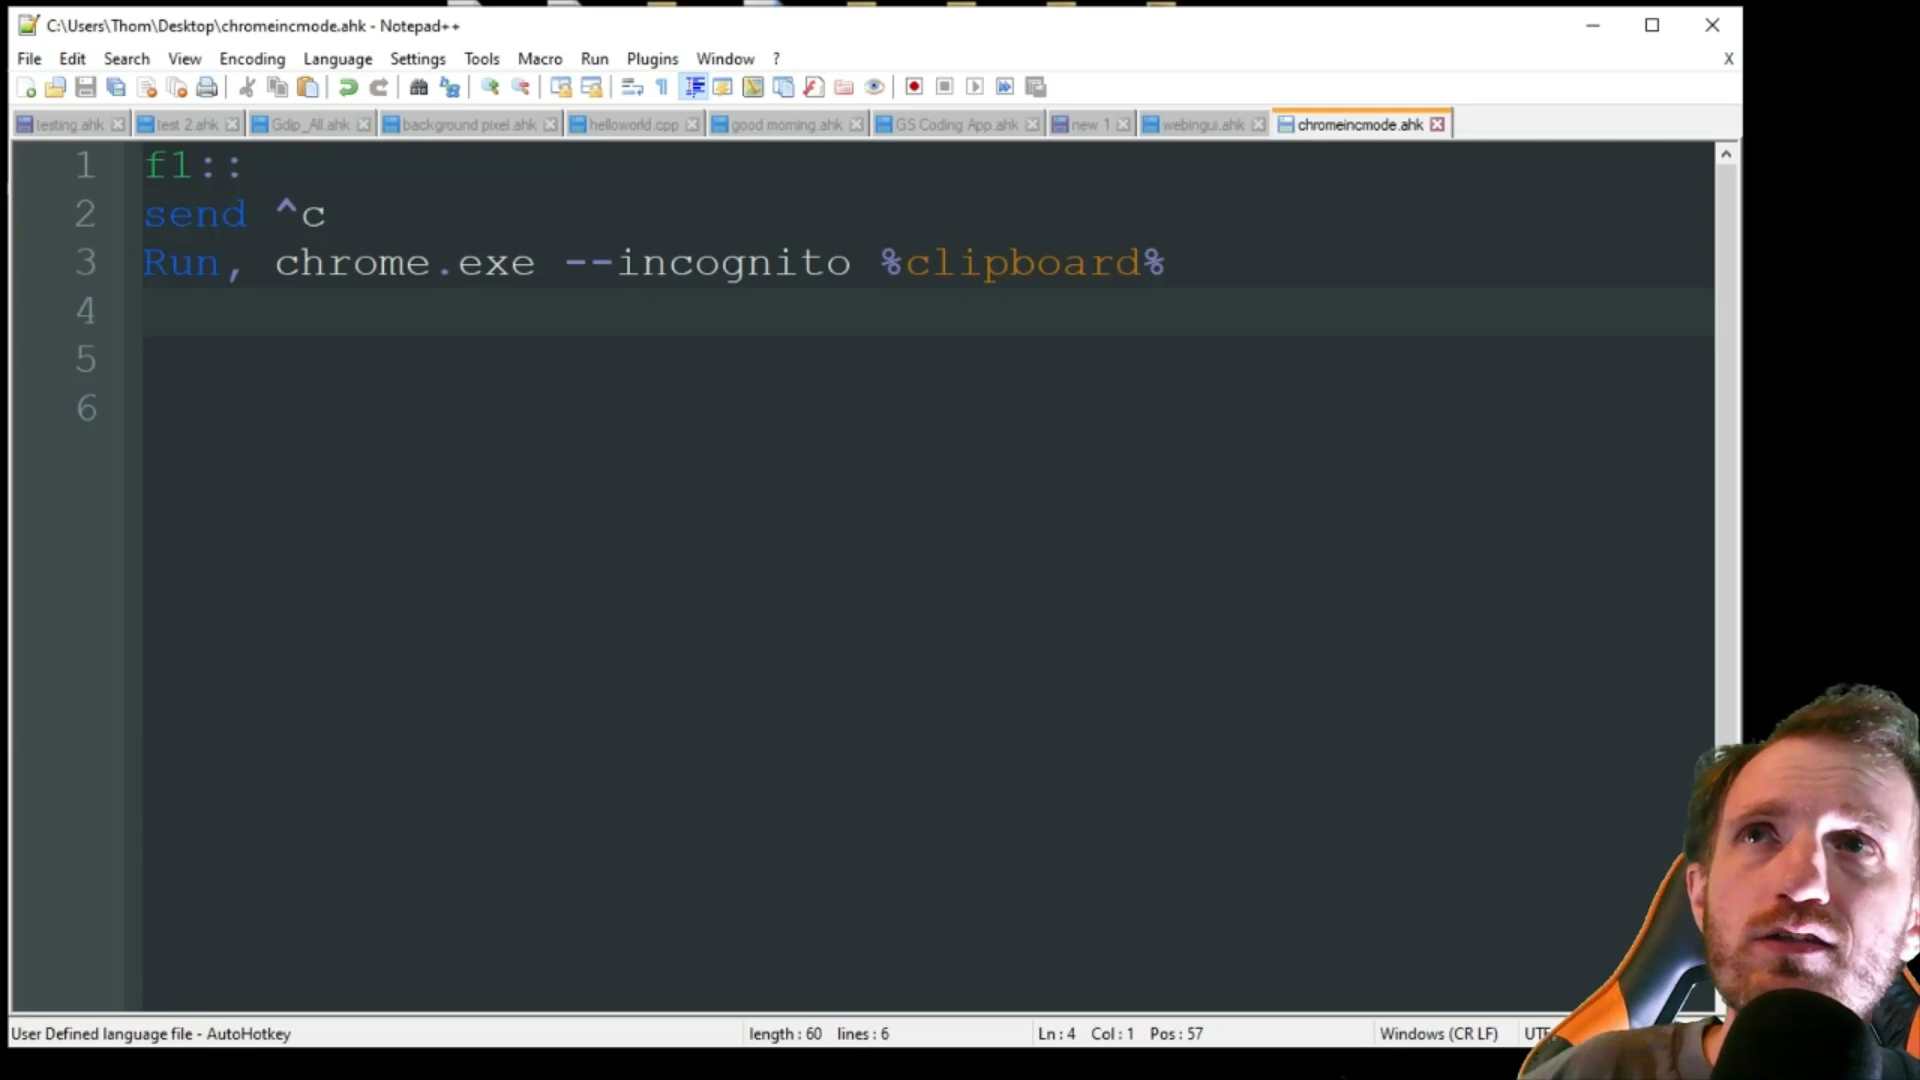 C:\Users\Thom\Desktop\chromeincmode.ahk - Notepad++
File Edit Search View Encoding Language Settings Tools Macro Run Plugins Window ? X
testing.ahk test 2.ahk Gdip_All.ahk background pixel.ahk helloworld.cpp good morning.ahk GS Coding App.ahk new 1 webingui.ahk chromeincmode.ahk
1 f1::
2 send ^c
3 Run, chrome.exe --incognito %clipboard%
4
5
6
User Defined language file - AutoHotkey length : 60 lines : 6 Ln : 4 Col : 1 Pos : 57 Windows (CR LF)